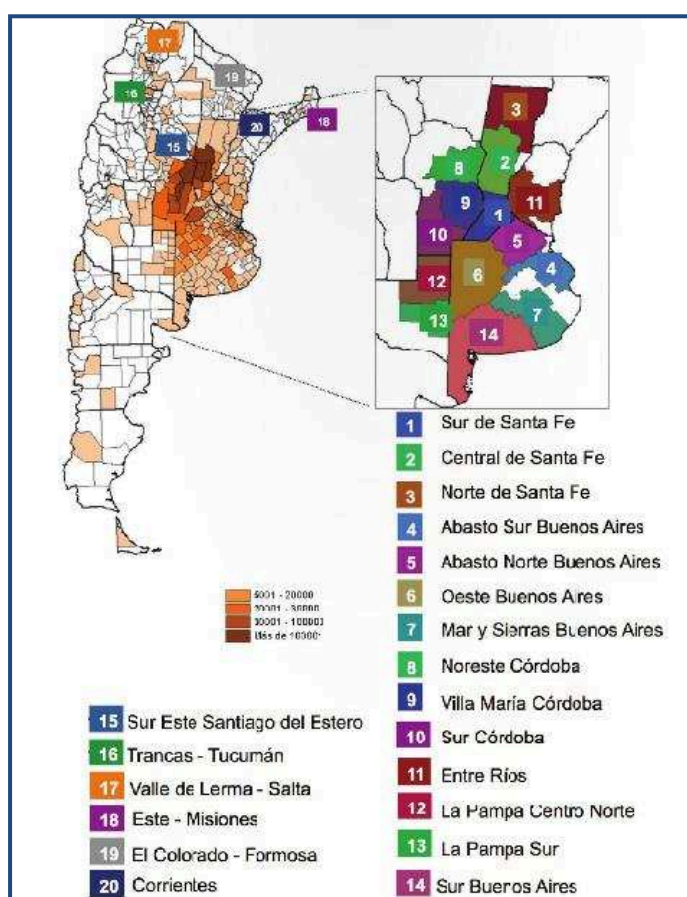 17
19
16
18
20
15
3
8
2
9
11
1
10
5
4
6
12
7
13
14
1 Sur de Santa Fe
2 Central de Santa Fe
3 Norte de Santa Fe
4 Abasto Sur Buenos Aires
5 Abasto Norte Buenos Aires
6 Oeste Buenos Aires
7 Mar y Sierras Buenos Aires
8 Noreste Córdoba
9 Villa María Córdoba
10 Sur Córdoba
11 Entre Ríos
12 La Pampa Centro Norte
13 La Pampa Sur
14 Sur Buenos Aires
5001 - 20000
Más de
15 Sur Este Santiago del Estero
16 Trancas - Tucumán
17 Valle de Lerma - Salta
18 Este - Misiones
19 El Colorado - Formosa
20 Corrientes